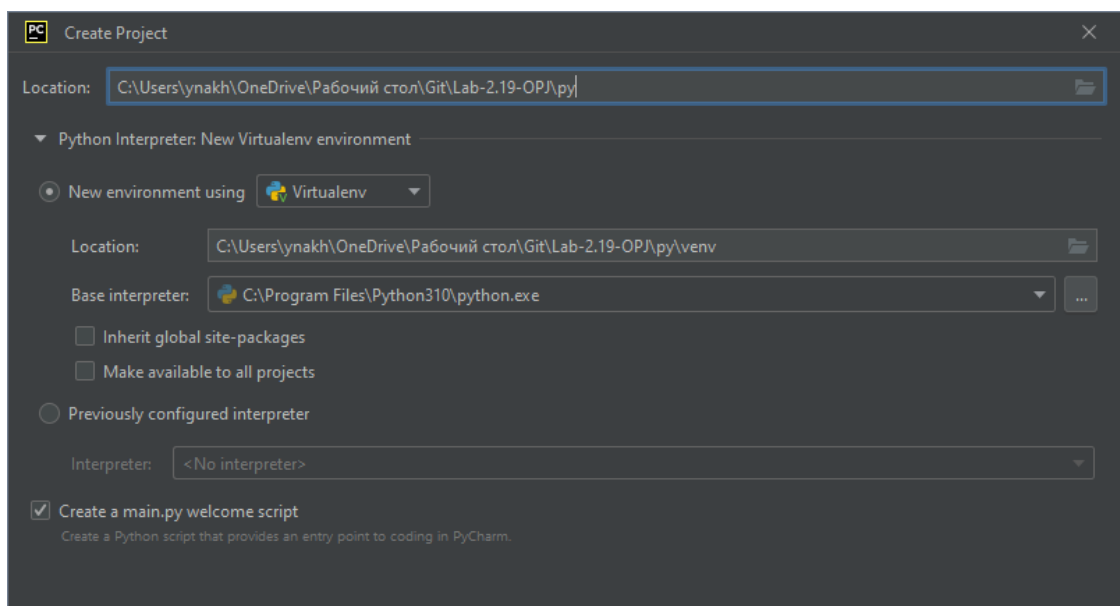 PC Create Project
Location: C:\Users\ynakh\OneDrive\Рабочий стол\Git\Lab-2.19-OPJ\py
Python Interpreter: New Virtualenv environment
New environment using Virtualenv
Location: C:\Users\ynakh\OneDrive\Рабочий стол\Git\Lab-2.19-OPJ\py\venv
Base interpreter: C:\Program Files\Python310\python.exe ...
Inherit global site-packages
Make available to all projects
Previously configured interpreter
Interpreter: <No interpreter>
Create a main.py welcome script
Create a Python script that provides an entry point to coding in PyCharm.